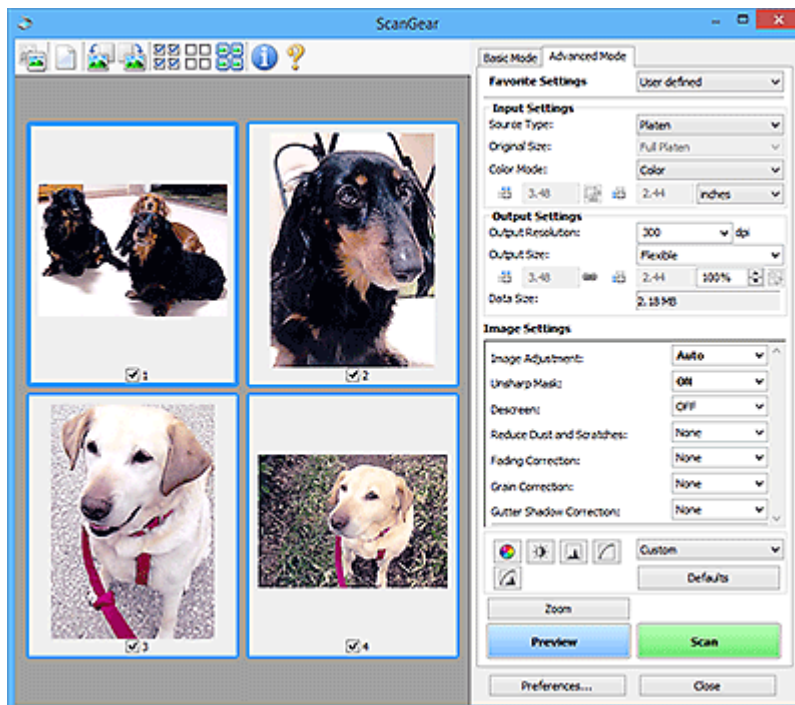 ScanGear
Basic Mode Advanced Mode
Favorite Settings User defined
Input Settings
Source Type: Platen
Original Size: Full Platen
Color Mode: Color
3.48 2.44 inches
Output Settings
Output Resolution: 300 dpi
Output Size: Flexible
3.48 2.44 100%
Data Size: 2.18 MB
Image Settings
Image Adjustment: Auto
Unsharp Mask: ON
Descreen: OFF
Reduce Dust and Scratches: None
Fading Correction: None
Grain Correction: None
Gutter Shadow Correction: None
Custom
Defaults
Zoom
Preview Scan
Preferences... Close
1
2
3
4